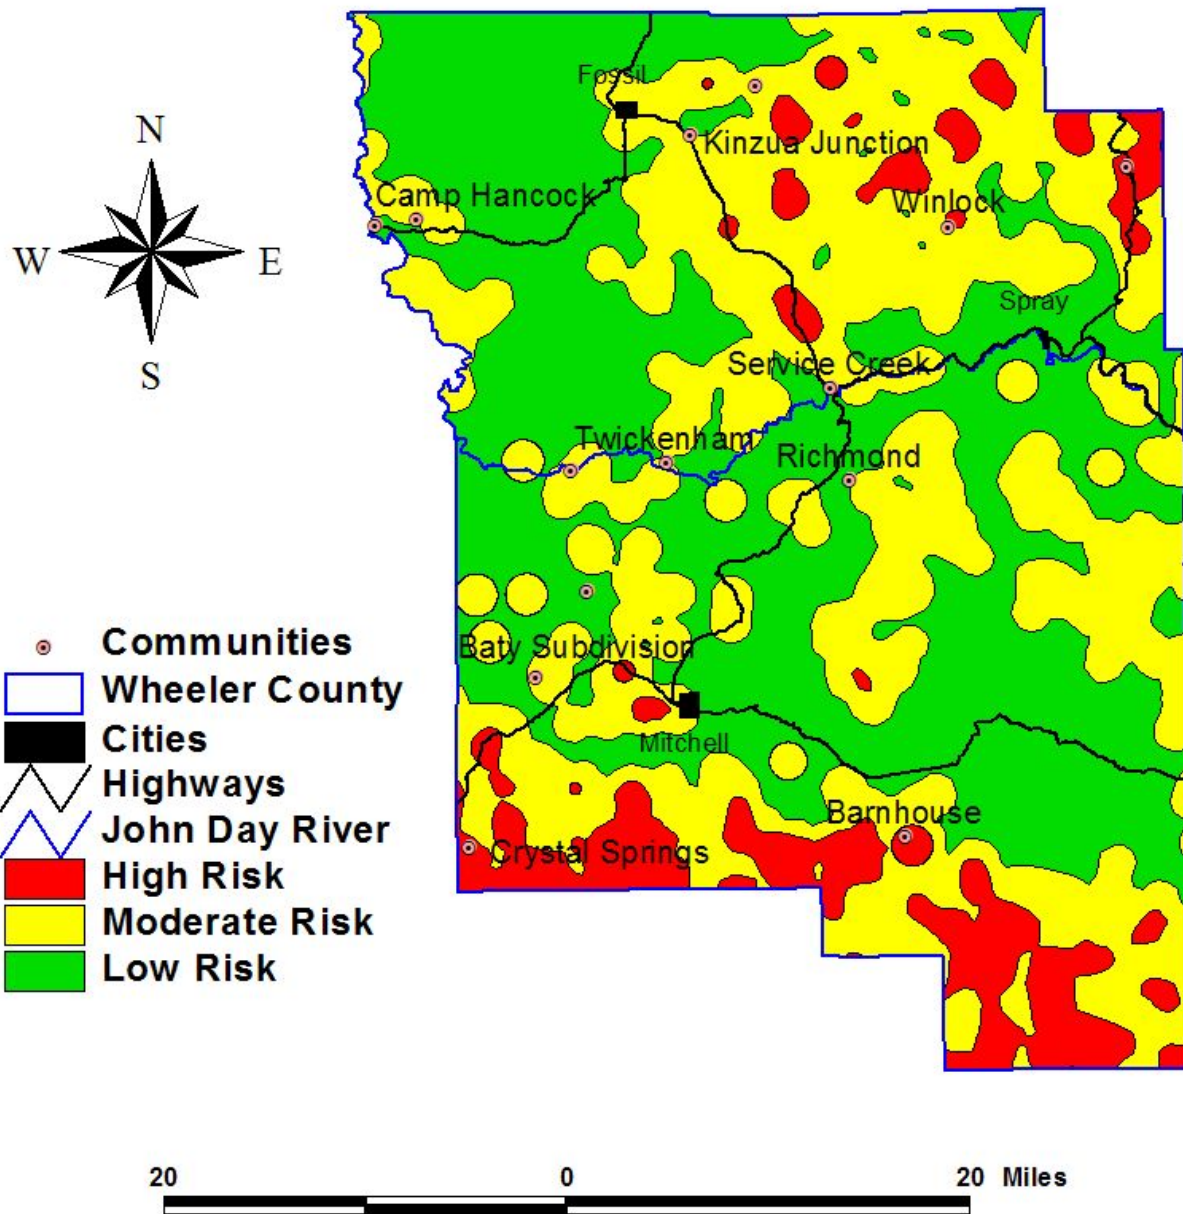 Fossil
Kinzua Junction
N
Camp Hancock
Winlock
W
E
Spray
S
Service Creek
Twickenham
Richmond
Communities
Baty Subdivision
Wheeler County
Cities
Mitchell
Highways
John Day River
Barnhouse
High Risk
Crystal Springs
Moderate Risk
Low Risk
20 0 20 Miles